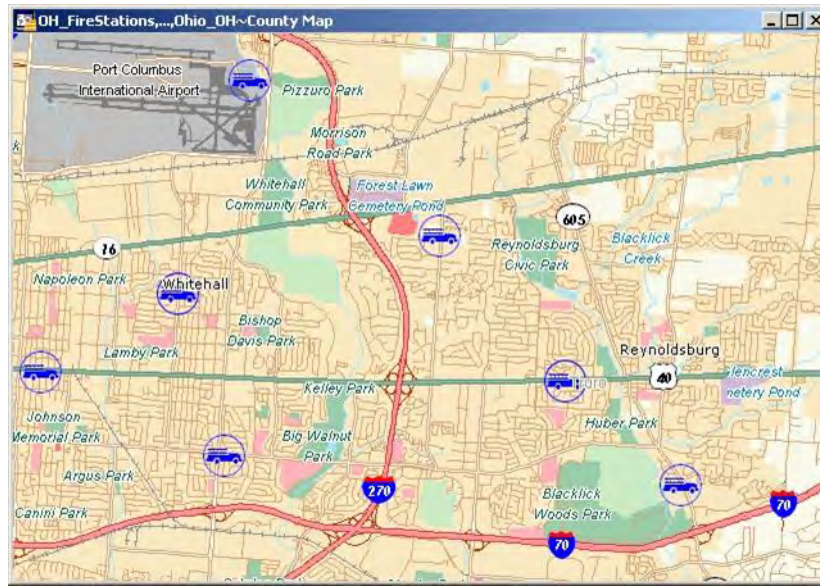 OH_FireStations,...,Ohio_OH~County Map
Port Columbus
International Airport
Pizzuro Park
Morrison
Road Park
Whitehall
Community Park
Forest Lawn
Cemetery Pond
605
16
Reynoldsburg
Civic Park
Blacklick
Creek
Napoleon Park
Whitehall
Bishop
Davis Park
Lamby Park
Reynoldsburg
Kelley Park
40
lencrest
netery Pond
Johnson
Memorial Park
Huber Park
Big Walnut
Park
Argus Park
270
Blacklick
Woods Park
70
Canini Park
70